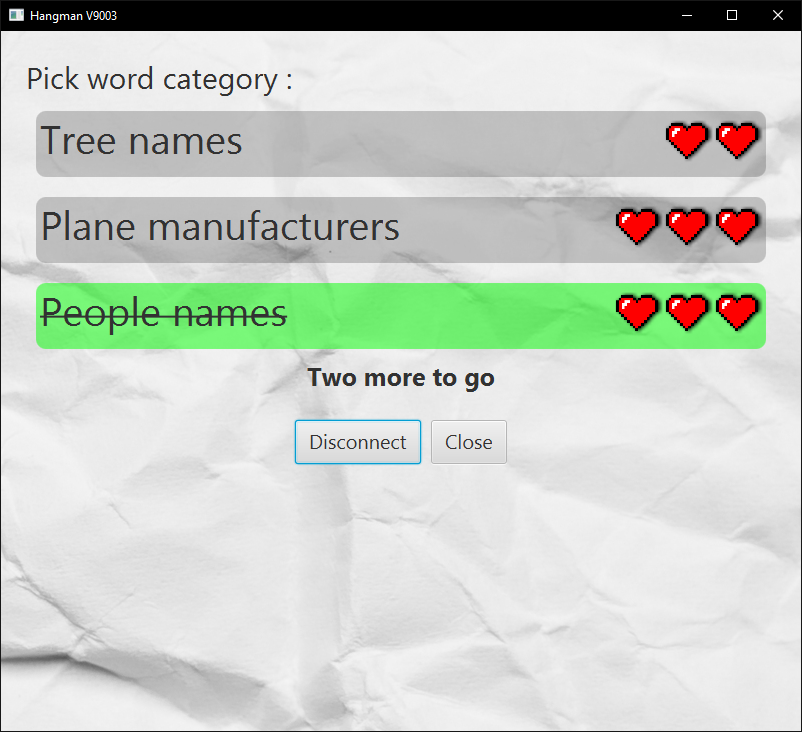 Hangman V9003
Pick word category :
Tree names
Plane manufacturers
People names
Two more to go
Disconnect Close